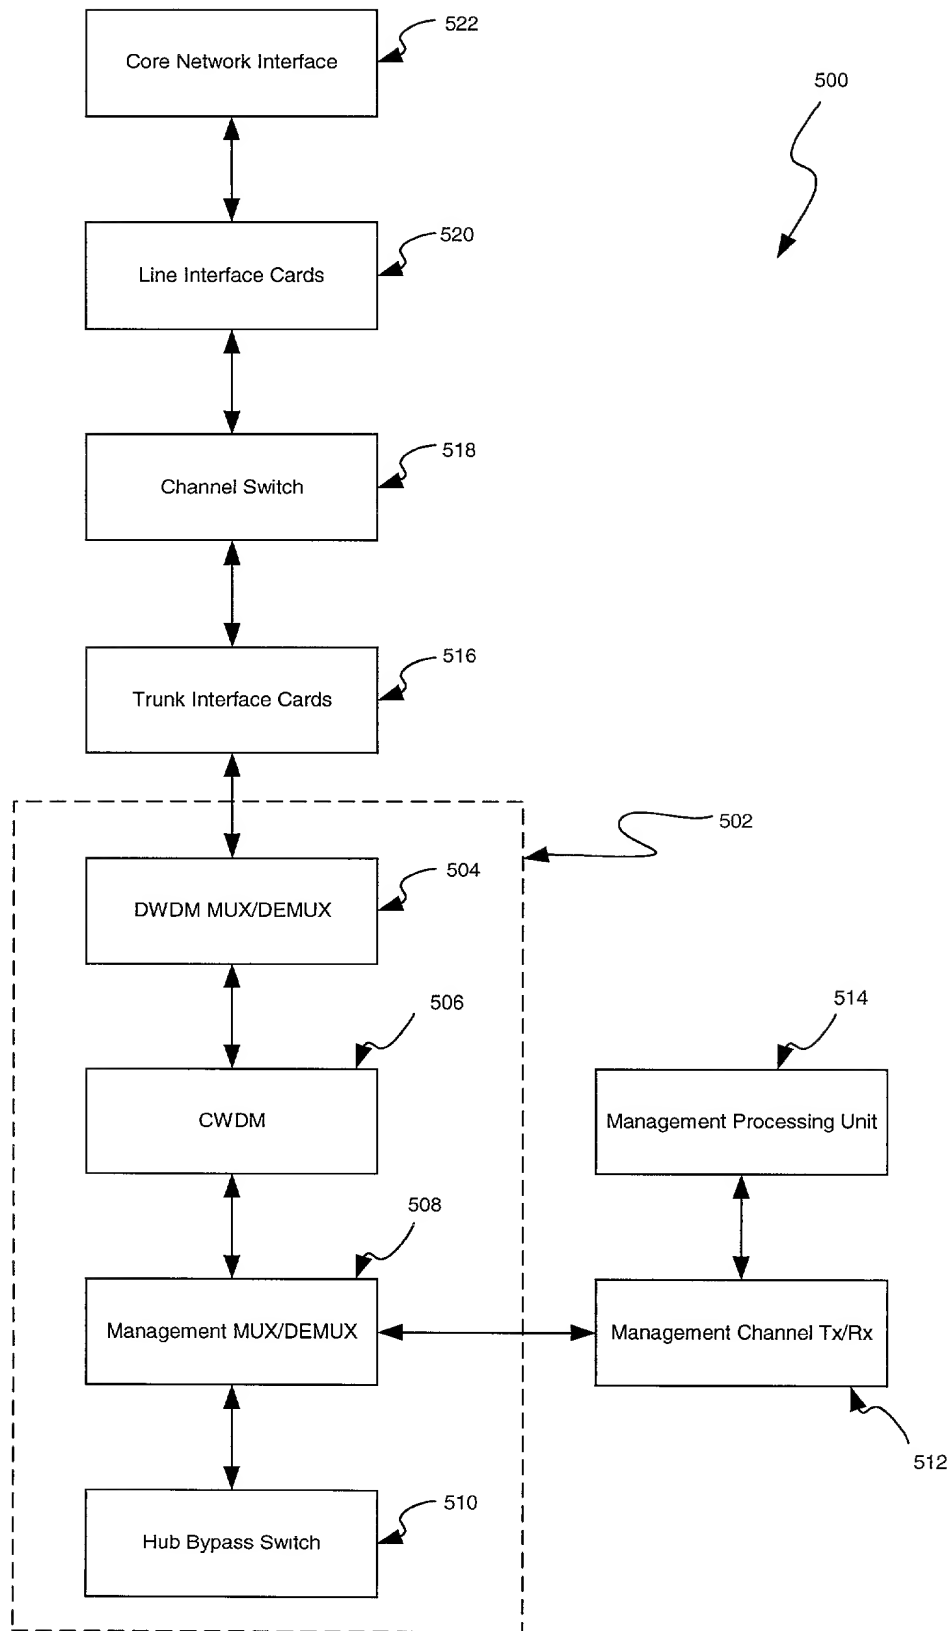 522
Core Network Interface
500
520
Line Interface Cards
518
Channel Switch
516
Trunk Interface Cards
502
504
DWDM MUX/DEMUX
506
514
CWDM
Management Processing Unit
508
Management MUX/DEMUX
Management Channel Tx/Rx
512
510
Hub Bypass Switch